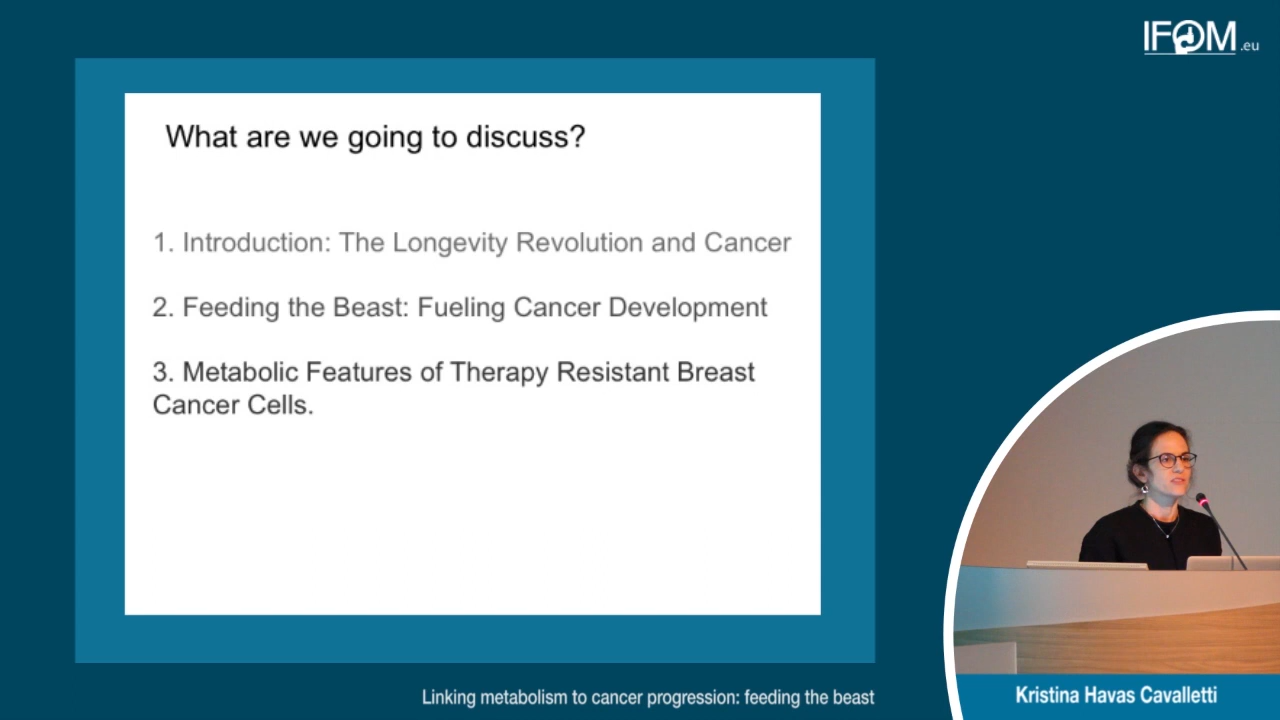 IFOM.eu
What are we going to discuss?
1. Introduction: The Longevity Revolution and Cancer
2. Feeding the Beast: Fueling Cancer Development
3. Metabolic Features of Therapy Resistant Breast
Cancer Cells.
Linking metabolism to cancer progression: feeding the beast
Kristina Havas Cavalletti